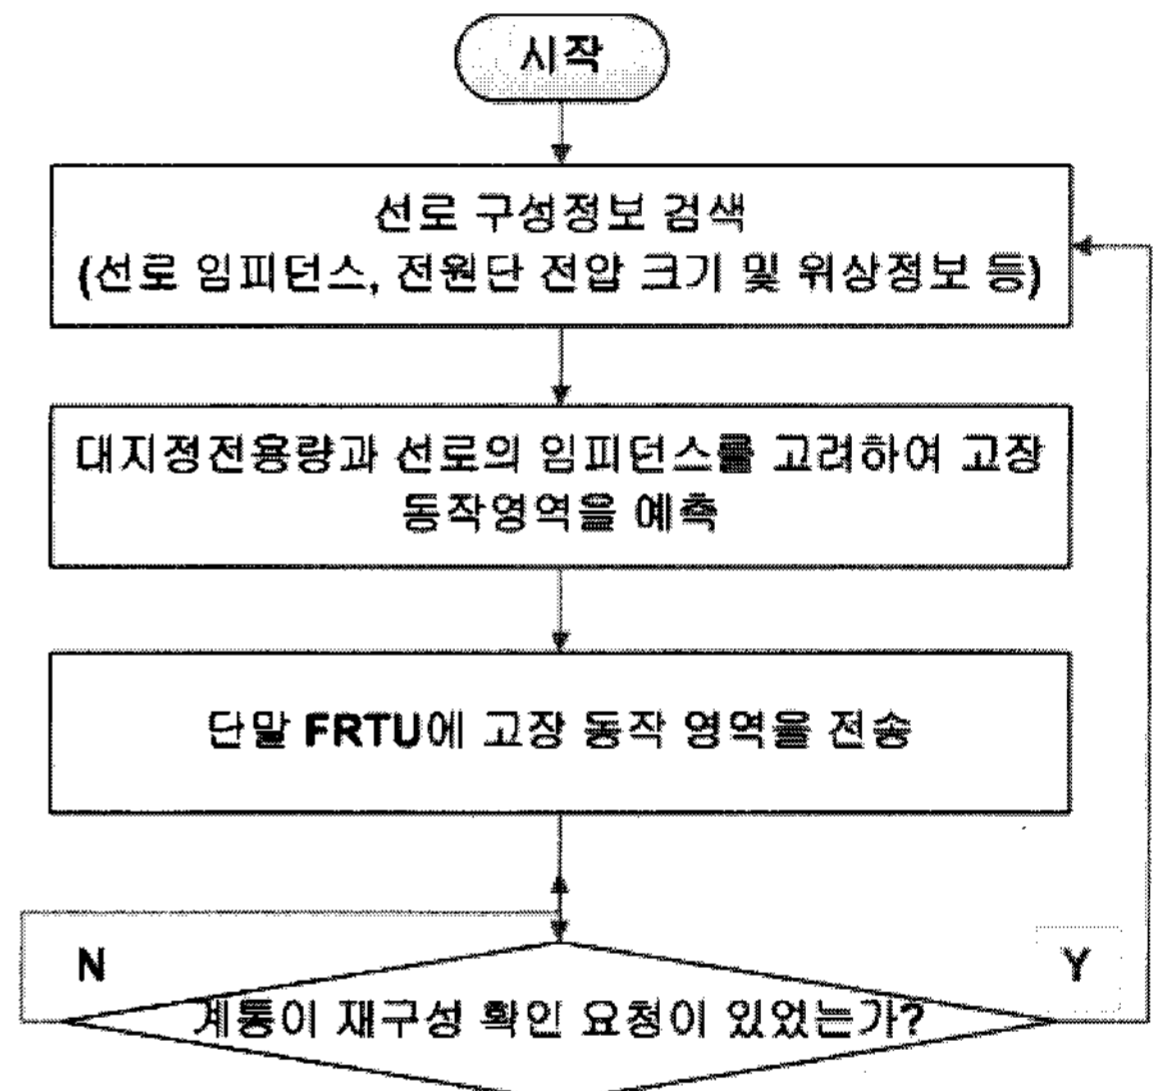 시작
선로 구성정보 검색
(선로 임피던스, 전원단 전압 크기 및 위상정보 등)
대지정전용량과 선로의 임피던스를 고려하여 고장
동작영역을 예측
단말 FRTU에 고장 동작 영역을 전송
N
Y
계통이 재구성 확인 요청이 있었는가?